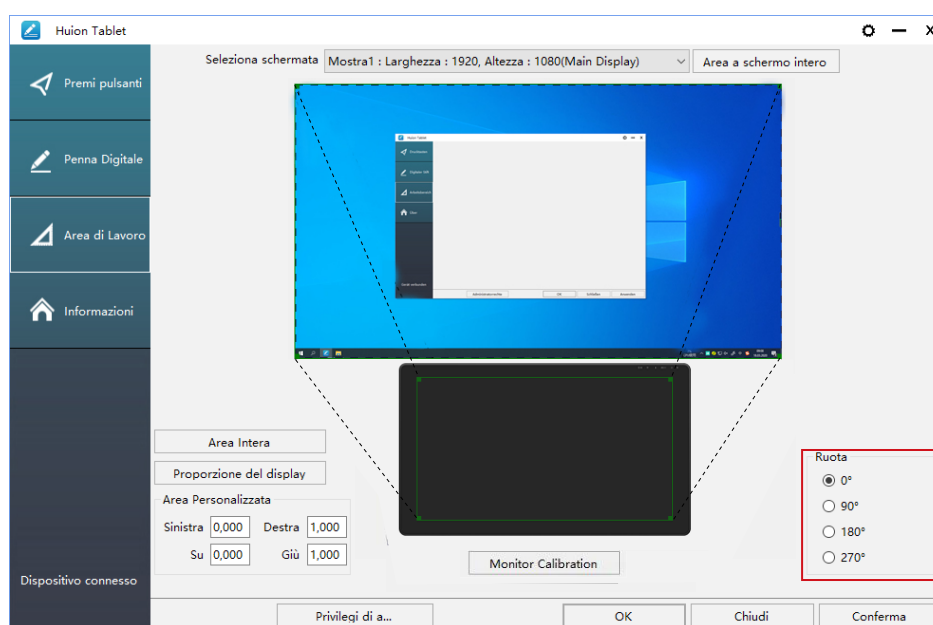 Huion Tablet
Seleziona schermata
Mostra1 : Larghezza : 1920, Altezza : 1080(Main Display)
Area a schermo intero
Premi pulsanti
Penna Digitale
Area di Lavoro
Informazioni
Dispositivo connesso
Huion Tablet
Area Intera
Proporzione del display
Area Personalizzata
Sinistra 0,000 Destra 1,000
Su 0,000 Giù 1,000
Monitor Calibration
Ruota
0°
90°
180°
270°
Privilegi di a...
OK
Chiudi
Conferma